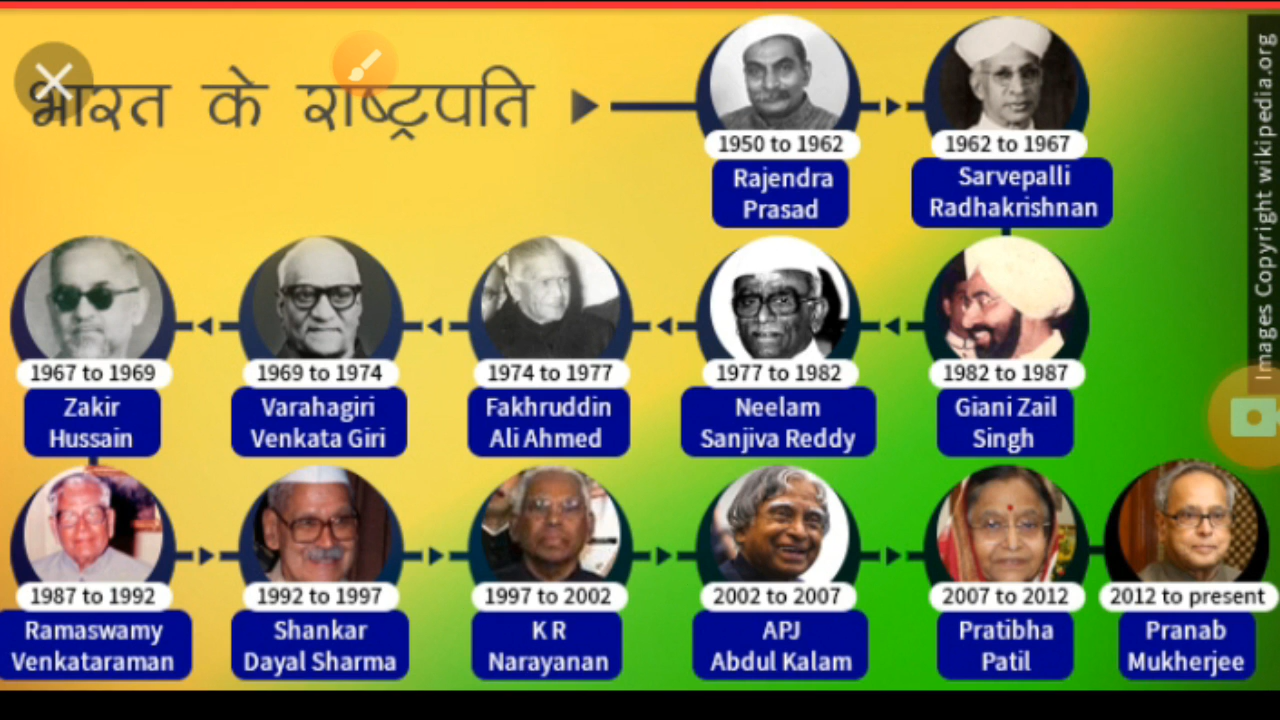 भारत के राष्ट्रपति
1950 to 1962
Rajendra
Prasad
1962 to 1967
Sarvepalli
Radhakrishnan
1967 to 1969
Zakir
Hussain
1969 to 1974
Varahagiri
Venkata Giri
1974 to 1977
Fakhruddin
Ali Ahmed
1977 to 1982
Neelam
Sanjiva Reddy
1982 to 1987
Giani Zail
Singh
1987 to 1992
Ramaswamy
Venkataraman
1992 to 1997
Shankar
Dayal Sharma
1997 to 2002
K R
Narayanan
2002 to 2007
APJ
Abdul Kalam
2007 to 2012
Pratibha
Patil
2012 to present
Pranab
Mukherjee
Images Copyright wikipedia.org